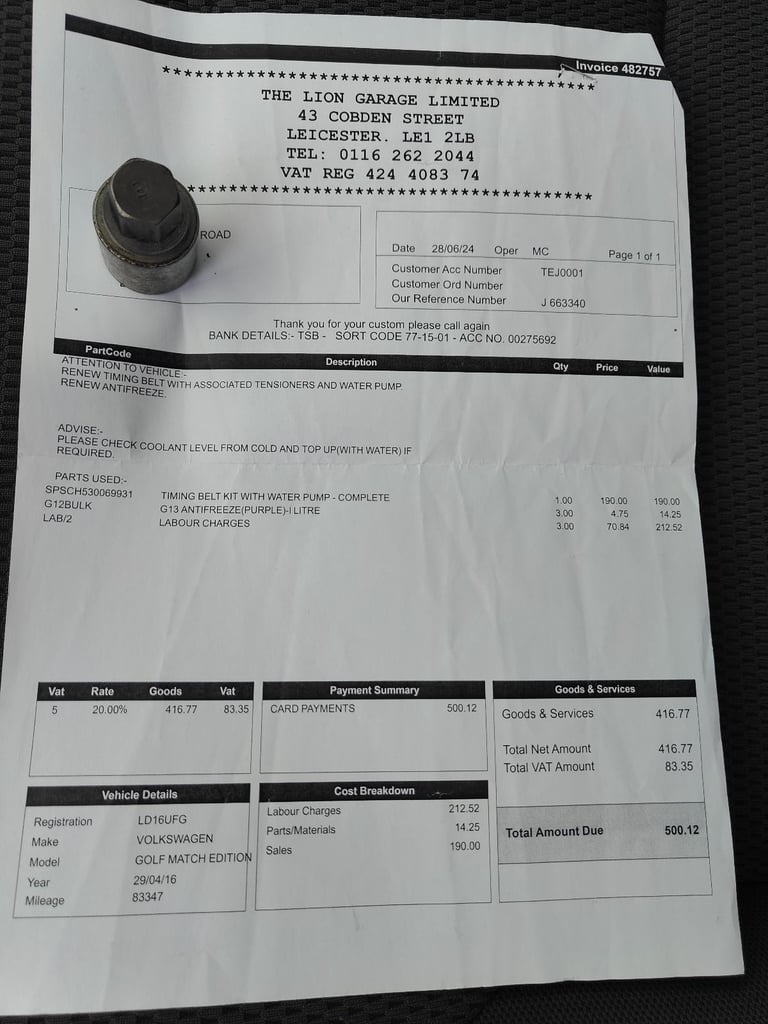 Invoice 482757
****************************************
THE LION GARAGE LIMITED
43 COBDEN STREET
LEICESTER. LE1 2LB
TEL: 0116 262 2044
VAT REG 424 4083 74
****************************************
ROAD
Date 28/06/24 Oper MC Page 1 of 1
Customer Acc Number TEJ0001
Customer Ord Number
Our Reference Number J 663340
Thank you for your custom please call again
BANK DETAILS:- TSB - SORT CODE 77-15-01 - ACC NO. 00275692
PartCode Description Qty Price Value
ATTENTION TO VEHICLE:-
RENEW TIMING BELT WITH ASSOCIATED TENSIONERS AND WATER PUMP.
RENEW ANTIFREEZE.
ADVISE:-
PLEASE CHECK COOLANT LEVEL FROM COLD AND TOP UP(WITH WATER) IF
REQUIRED.
PARTS USED:-
SPSCH530069931 TIMING BELT KIT WITH WATER PUMP - COMPLETE 1.00 190.00 190.00
G12BULK G13 ANTIFREEZE(PURPLE)-I LITRE 3.00 4.75 14.25
LAB/2 LABOUR CHARGES 3.00 70.84 212.52
Vat Rate Goods Vat
5 20.00% 416.77 83.35
Payment Summary
CARD PAYMENTS 500.12
Goods & Services
Goods & Services 416.77
Total Net Amount 416.77
Total VAT Amount 83.35
Total Amount Due 500.12
Vehicle Details
Registration LD16UFG
Make VOLKSWAGEN
Model GOLF MATCH EDITION
Year 29/04/16
Mileage 83347
Cost Breakdown
Labour Charges 212.52
Parts/Materials 14.25
Sales 190.00